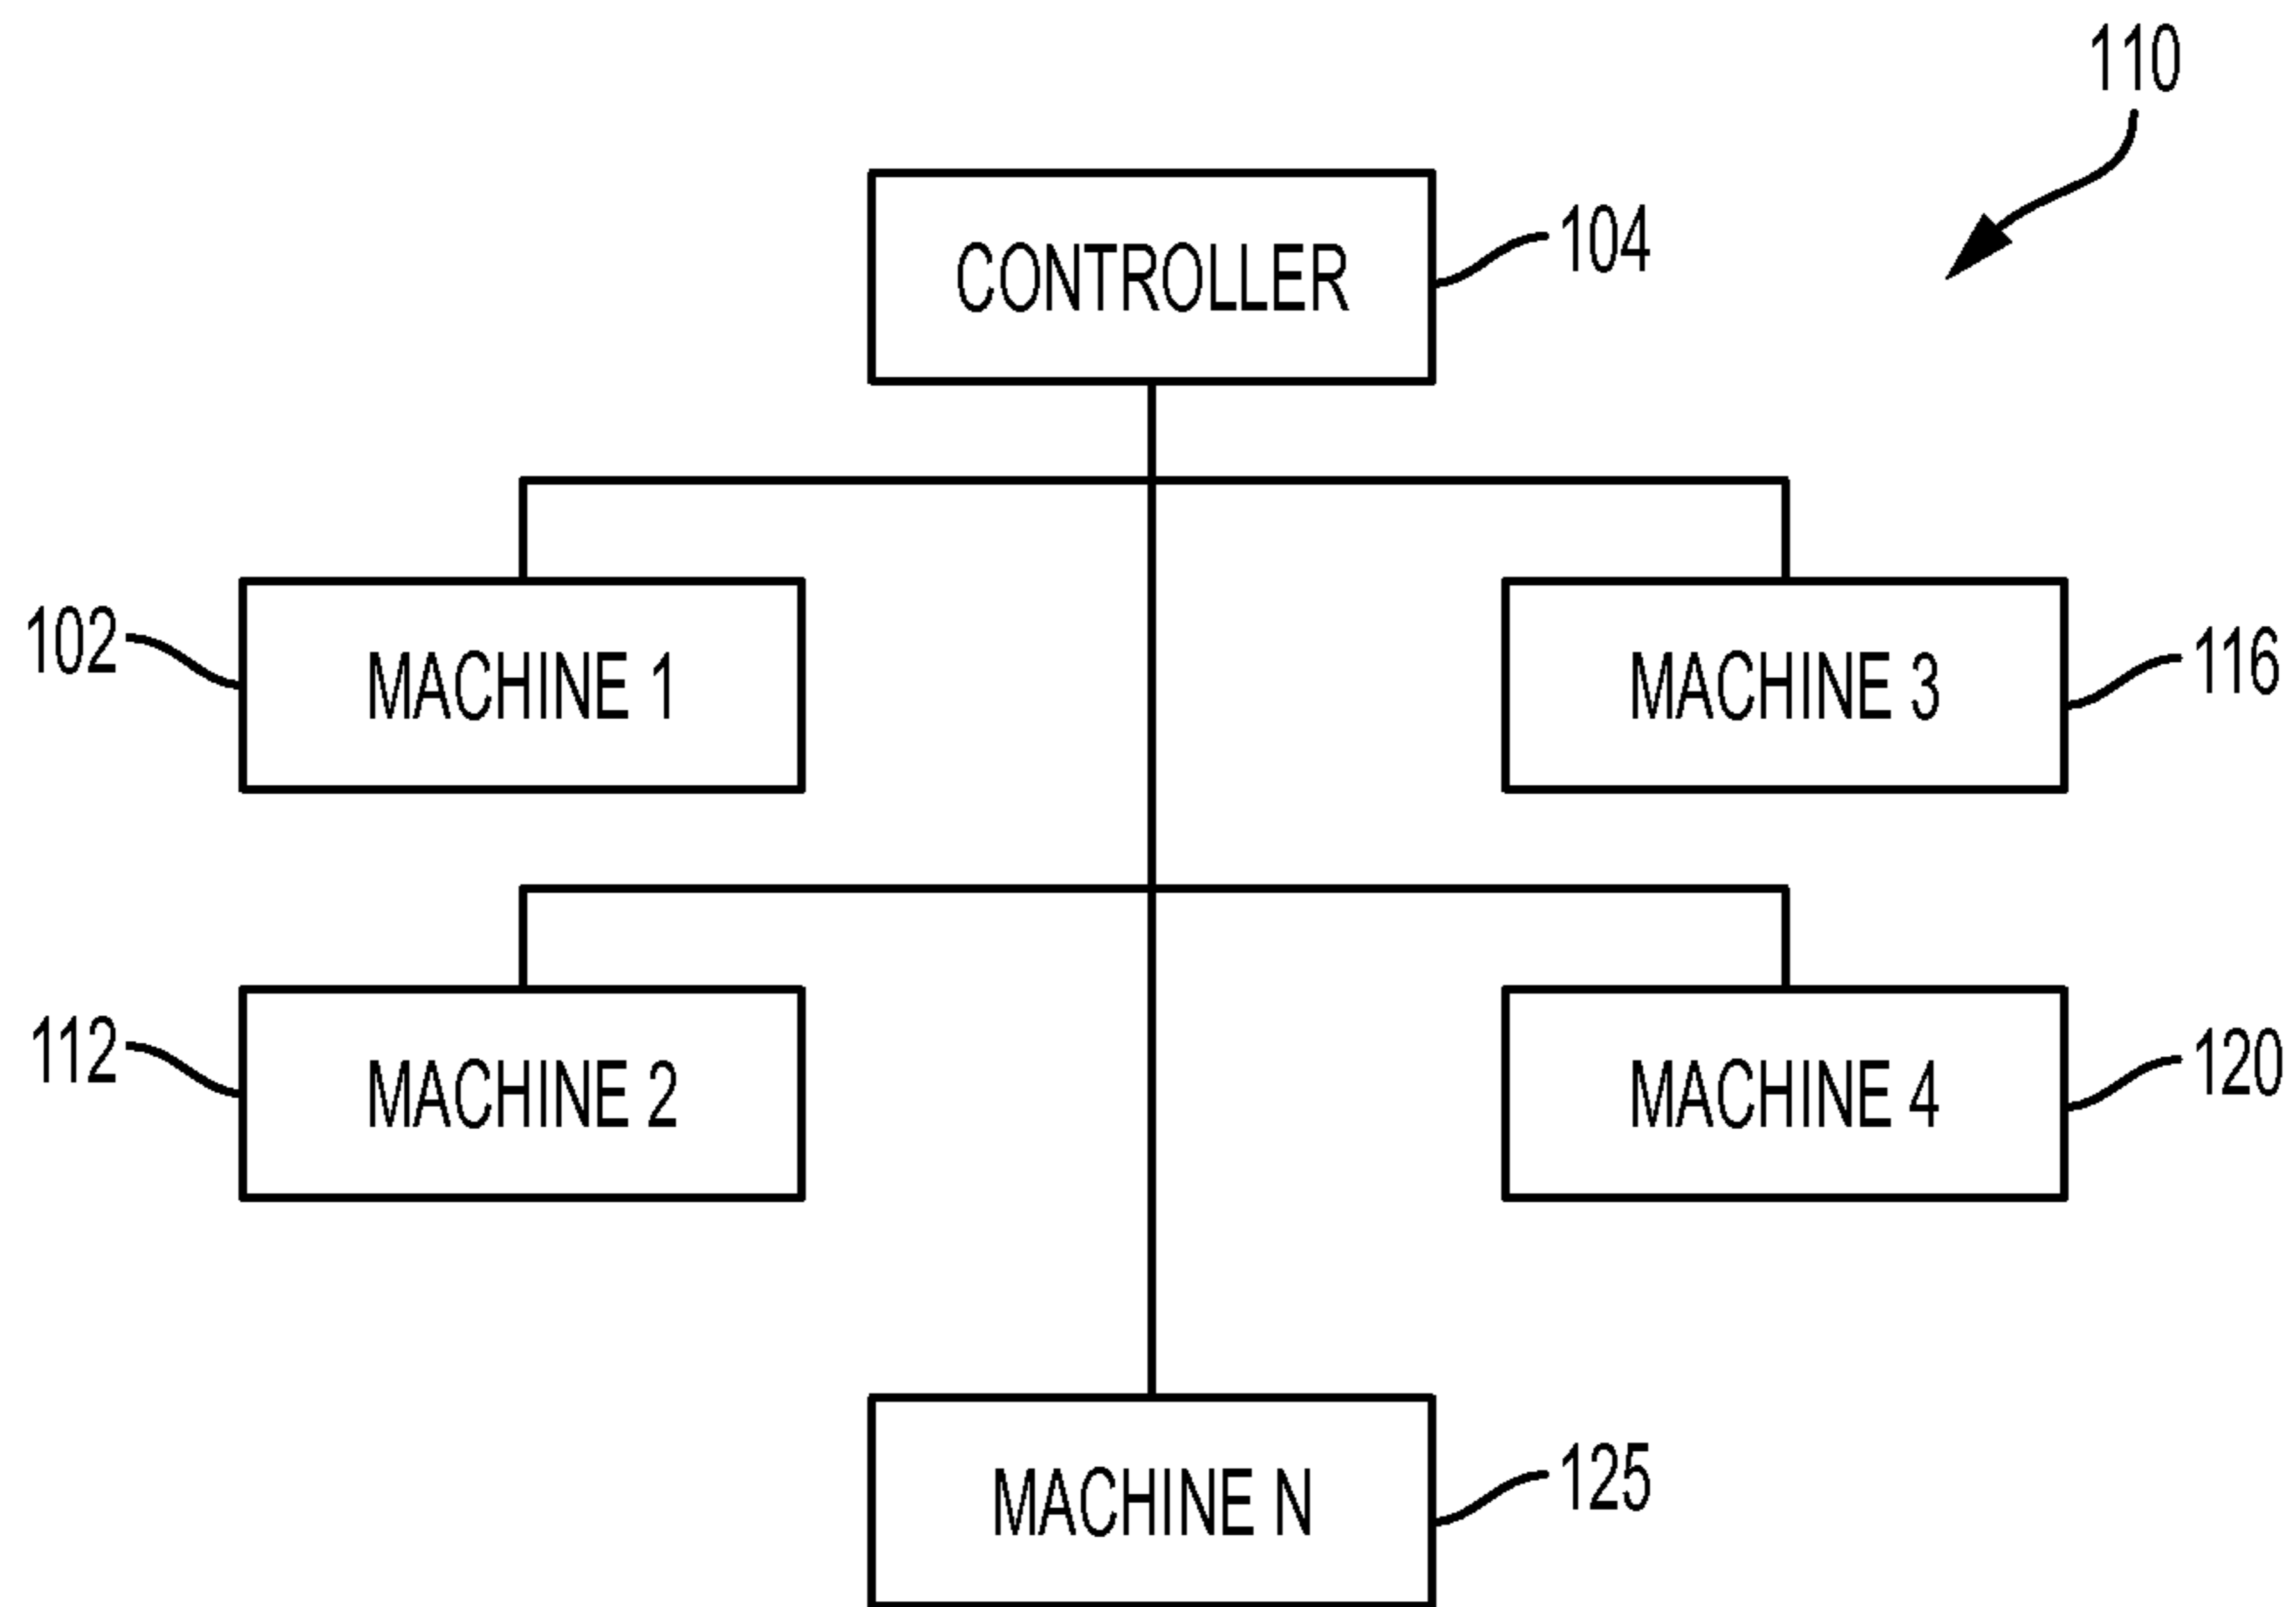 110
CONTROLLER
104
102
MACHINE 1
MACHINE 3
116
112
MACHINE 2
MACHINE 4
120
MACHINE N
125